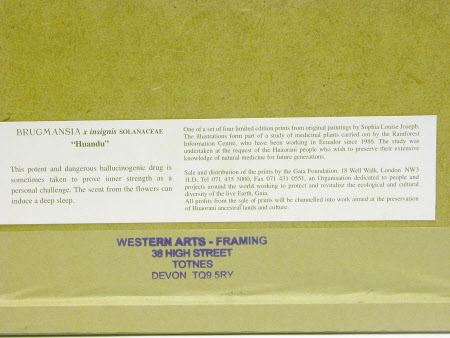 BRUGMANSIA x insignis SOLANACEAE
"Huandu"
This potent and dangerous hallucinogenic drug is
sometimes taken to prove inner strength as a
personal challenge. The scent from the flowers can
induce a deep sleep.
One of a set of four limited edition prints from original paintings by Sophia Louise Joseph.
The illustrations form part of a study of medicinal plants carried out by the Rainforest
Information Centre, who have been working in Ecuador since 1986. The study was
undertaken at the request of the Huaorani people who wish to preserve their extensive
knowledge of natural medicine for future generations.
Sale and distribution of the prints by the Gaia Foundation, 18 Well Walk, London. NW3
H.D. Tel 071 435 5000, Fax 071 431 0551, an Organisation dedicated to people and
projects around the world working to protect and revitalise the ecological and cultural
diversity of the live Earth, Gaia.
All profits from the sale of prints will be channelled into work aimed at the preservation
of Huaorani ancestral lands and culture.
WESTERN ARTS - FRAMING
38 HIGH STREET
TOTNES
DEVON TQ9 5RY